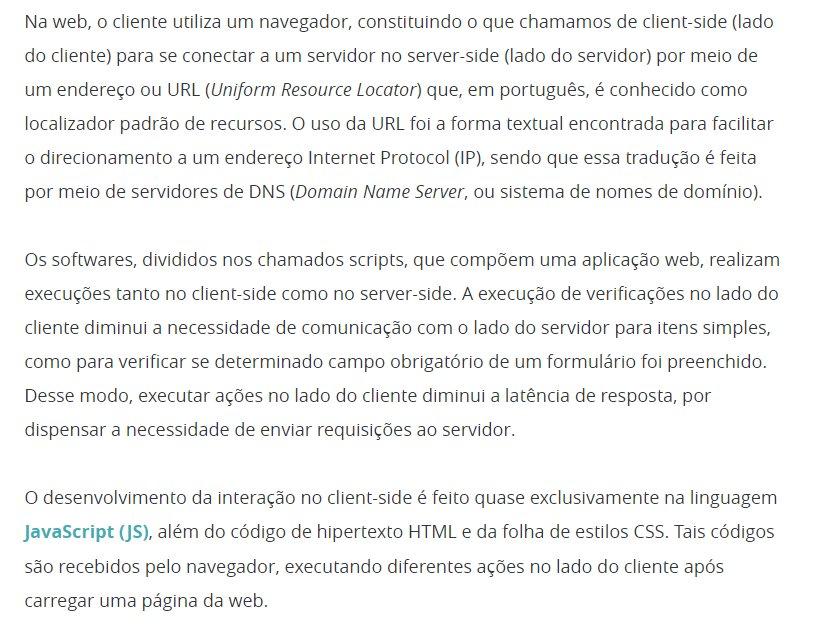 Na web, o cliente utiliza um navegador, constituindo o que chamamos de client-side (lado
do cliente) para se conectar a um servidor no server-side (lado do servidor) por meio de
um endereço ou URL (Uniform Resource Locator) que, em português, é conhecido como
localizador padrão de recursos. O uso da URL foi a forma textual encontrada para facilitar
o direcionamento a um endereço Internet Protocol (IP), sendo que essa tradução é feita
por meio de servidores de DNS (Domain Name Server, ou sistema de nomes de domínio).
Os softwares, divididos nos chamados scripts, que compõem uma aplicação web, realizam
execuções tanto no client-side como no server-side. A execução de verificações no lado do
cliente diminui a necessidade de comunicação com o lado do servidor para itens simples,
como para verificar se determinado campo obrigatório de um formulário foi preenchido.
Desse modo, executar ações no lado do cliente diminui a latência de resposta, por
dispensar a necessidade de enviar requisições ao servidor.
O desenvolvimento da interação no client-side é feito quase exclusivamente na linguagem
JavaScript (JS), além do código de hipertexto HTML e da folha de estilos CSS. Tais códigos
são recebidos pelo navegador, executando diferentes ações no lado do cliente após
carregar uma página da web.